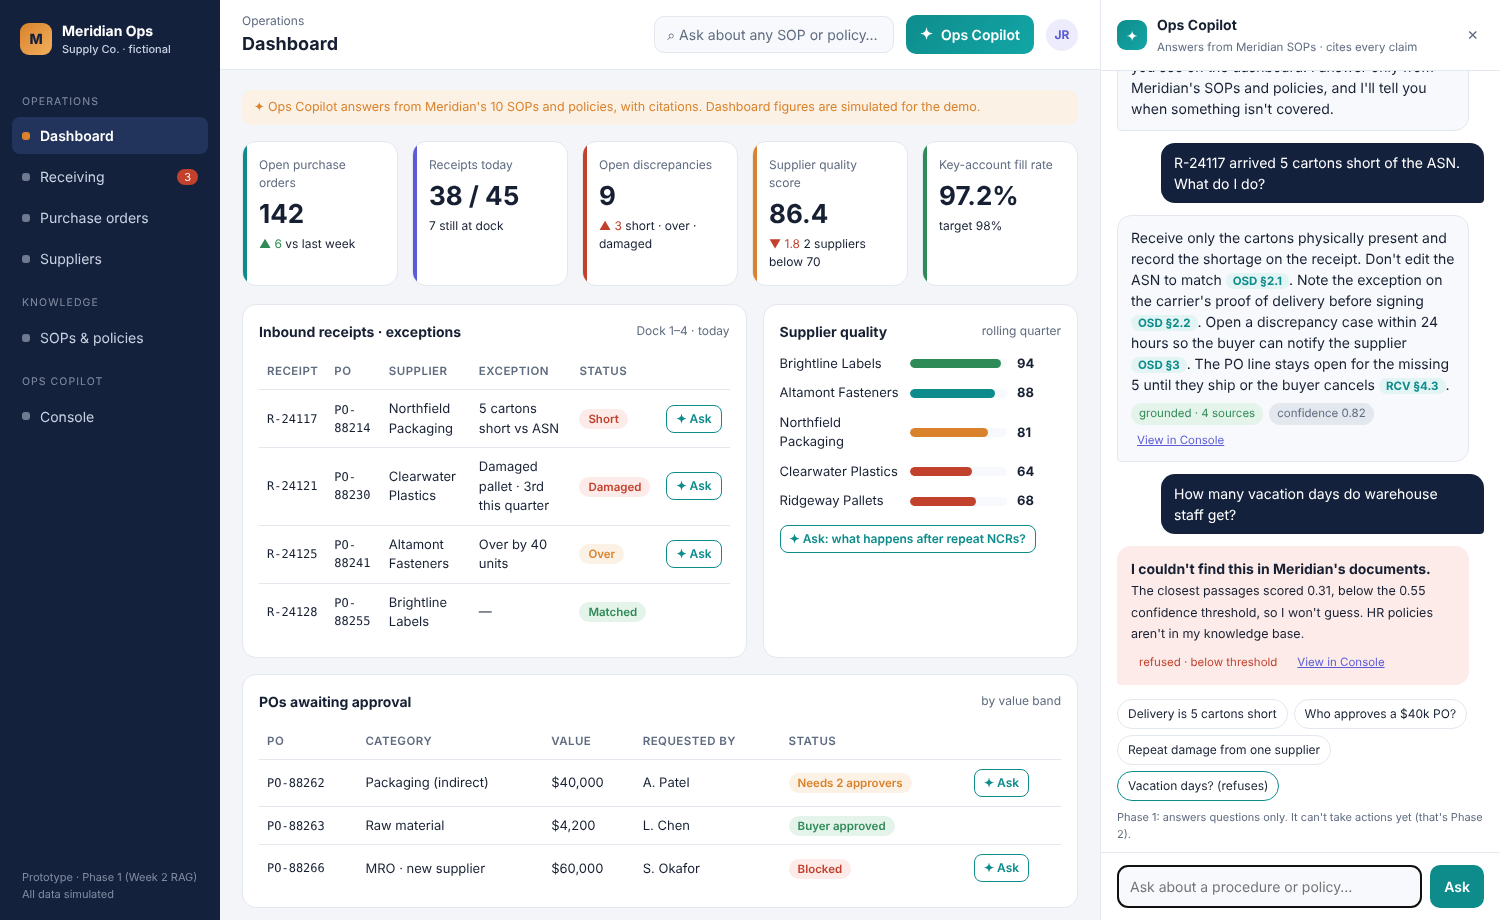 M
Meridian Ops
Supply Co. · fictional
OPERATIONS
Dashboard
Receiving 3
Purchase orders
Suppliers
KNOWLEDGE
SOPs & policies
OPS COPILOT
Console
Prototype · Phase 1 (Week 2 RAG)
All data simulated
Operations
Dashboard
⌕ Ask about any SOP or policy...
✦ Ops Copilot
JR
✦ Ops Copilot answers from Meridian's 10 SOPs and policies, with citations. Dashboard figures are simulated for the demo.
Open purchase
orders
142
▲ 6 vs last week
Receipts today
38 / 45
7 still at dock
Open discrepancies
9
▲ 3 short · over ·
damaged
Supplier quality
score
86.4
▼ 1.8 2 suppliers
below 70
Key-account fill rate
97.2%
target 98%
Inbound receipts · exceptions
Dock 1–4 · today
RECEIPT PO SUPPLIER EXCEPTION STATUS
R-24117 PO-88214 Northfield Packaging 5 cartons short vs ASN Short ✦ Ask
R-24121 PO-88230 Clearwater Plastics Damaged pallet · 3rd this quarter Damaged ✦ Ask
R-24125 PO-88241 Altamont Fasteners Over by 40 units Over ✦ Ask
R-24128 PO-88255 Brightline Labels — Matched
Supplier quality
rolling quarter
Brightline Labels 94
Altamont Fasteners 88
Northfield
Packaging 81
Clearwater Plastics 64
Ridgeway Pallets 68
✦ Ask: what happens after repeat NCRs?
POs awaiting approval
by value band
PO CATEGORY VALUE REQUESTED BY STATUS
PO-88262 Packaging (indirect) $40,000 A. Patel Needs 2 approvers ✦ Ask
PO-88263 Raw material $4,200 L. Chen Buyer approved
PO-88266 MRO · new supplier $60,000 S. Okafor Blocked ✦ Ask
✦
Ops Copilot
Answers from Meridian SOPs · cites every claim
✕
Meridian's SOPs and policies, and I'll tell you
when something isn't covered.
R-24117 arrived 5 cartons short of the ASN.
What do I do?
Receive only the cartons physically present and
record the shortage on the receipt. Don't edit the
ASN to match OSD §2.1 . Note the exception on
the carrier's proof of delivery before signing
OSD §2.2 . Open a discrepancy case within 24
hours so the buyer can notify the supplier
OSD §3 . The PO line stays open for the missing
5 until they ship or the buyer cancels RCV §4.3 .
grounded · 4 sources confidence 0.82
View in Console
How many vacation days do warehouse
staff get?
I couldn't find this in Meridian's documents.
The closest passages scored 0.31, below the 0.55
confidence threshold, so I won't guess. HR policies
aren't in my knowledge base.
refused · below threshold View in Console
Delivery is 5 cartons short Who approves a $40k PO?
Repeat damage from one supplier
Vacation days? (refuses)
Phase 1: answers questions only. It can't take actions yet (that's Phase
2).
Ask about a procedure or policy...
Ask